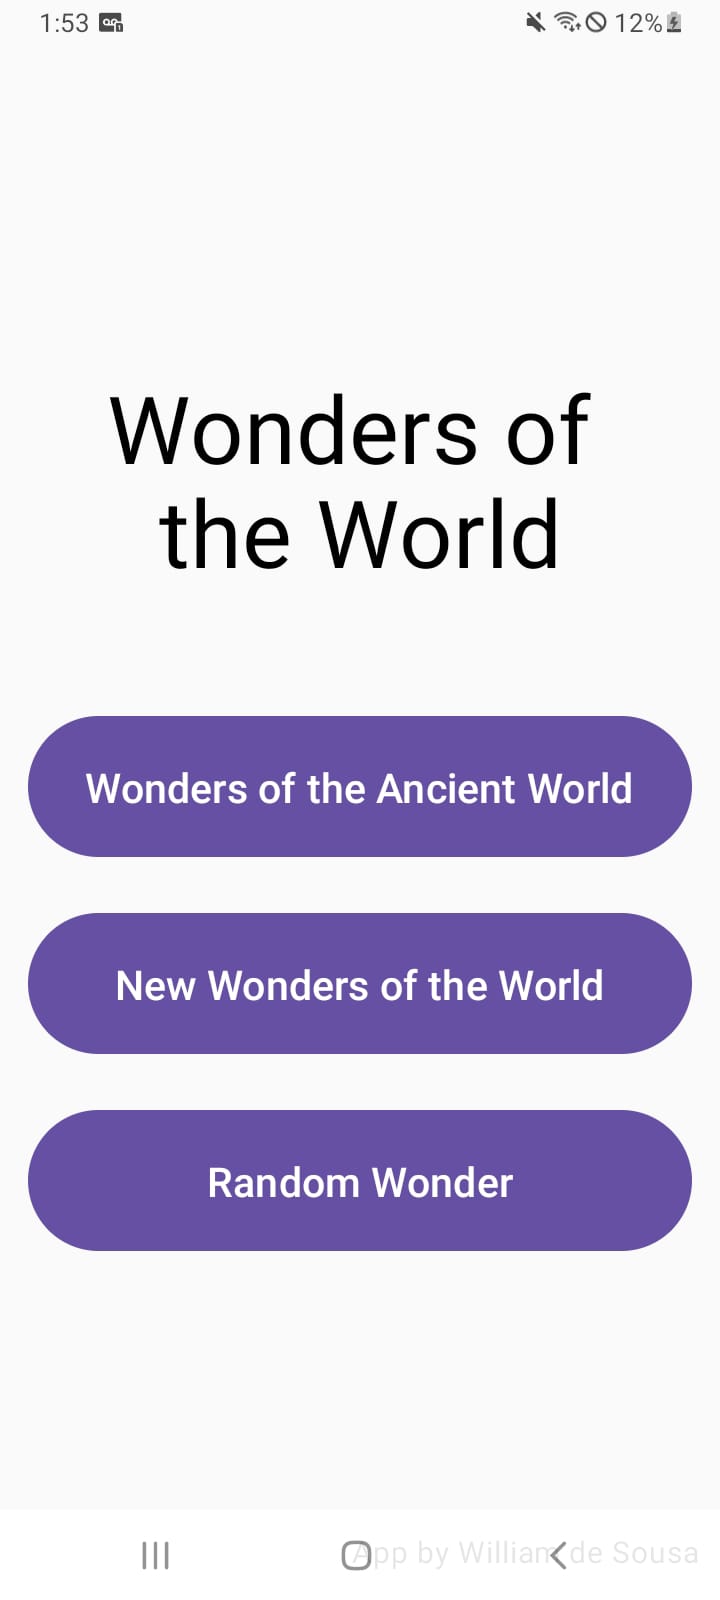 1:53 12%
Wonders of
the World
Wonders of the Ancient World
New Wonders of the World
Random Wonder
App by William de Sousa